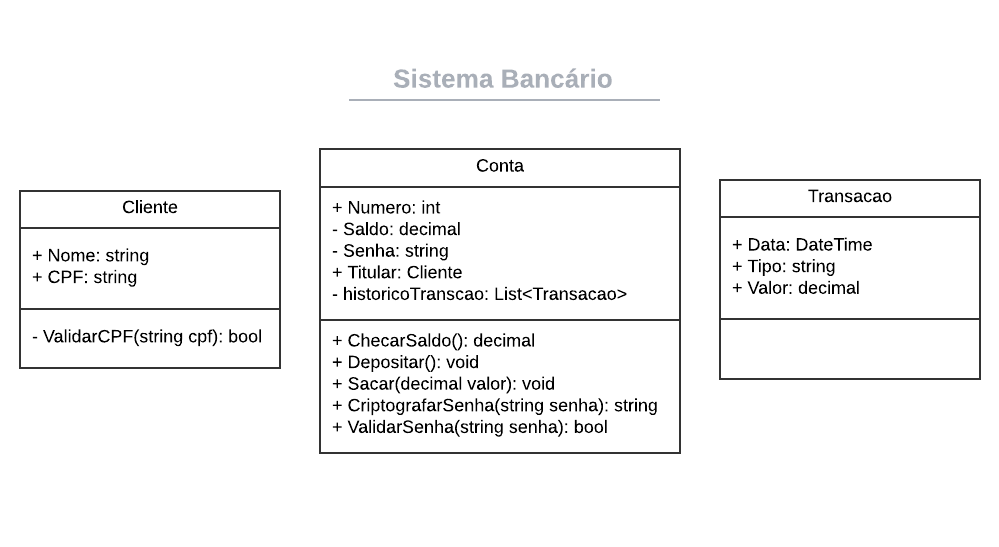 Sistema Bancário
Cliente
+ Nome: string
+ CPF: string
- ValidarCPF(string cpf): bool
Conta
+ Numero: int
- Saldo: decimal
- Senha: string
+ Titular: Cliente
- historicoTranscao: List<Transacao>
+ ChecarSaldo(): decimal
+ Depositar(): void
+ Sacar(decimal valor): void
+ CriptografarSenha(string senha): string
+ ValidarSenha(string senha): bool
Transacao
+ Data: DateTime
+ Tipo: string
+ Valor: decimal